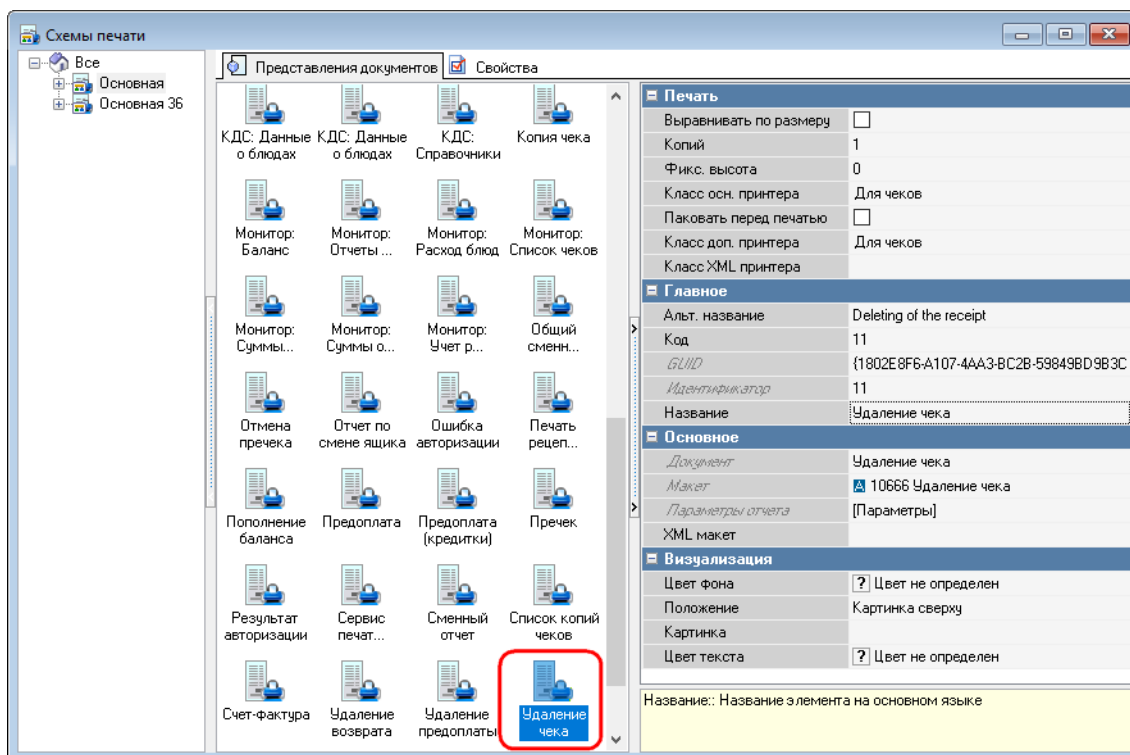 Схемы печати
Все
Основная
Основная 36
Представления документов
Свойства
КДС: Данные о блюдах
КДС: Данные о блюдах
КДС: Справочники
Копия чека
Монитор: Баланс
Монитор: Отчеты ...
Монитор: Расход блюд
Монитор: Список чеков
Монитор: Суммы...
Монитор: Суммы о...
Монитор: Учет р...
Общий сменн...
Отмена пречека
Отчет по смене ящика
Ошибка авторизации
Печать рецеп...
Пополнение баланса
Предоплата
Предоплата (кредитки)
Пречек
Результат авторизации
Сервис печат...
Сменный отчет
Список копий чеков
Счет-фактура
Удаление возврата
Удаление предоплаты
Удаление чека
Печать
Выравнивать по размеру
Копий 1
Фикс. высота 0
Класс осн. принтера Для чеков
Паковать перед печатью
Класс доп. принтера Для чеков
Класс XML принтера
Главное
Альт. название Deleting of the receipt
Код 11
GUID {1802E8F6-A107-4AA3-BC2B-59849BD9B3C
Идентификатор 11
Название Удаление чека
Основное
Документ Удаление чека
Макет A 10666 Удаление чека
Параметры отчета [Параметры]
XML макет
Визуализация
Цвет фона ? Цвет не определен
Положение Картинка сверху
Картинка
Цвет текста ? Цвет не определен
Название:: Название элемента на основном языке